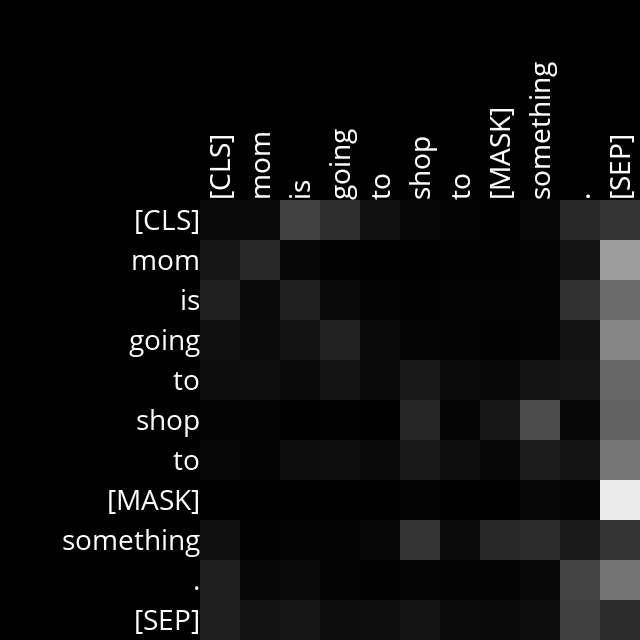 [CLS] mom is going to shop to [MASK] something . [SEP]
[CLS]
mom
is
going
to
shop
to
[MASK]
something
.
[SEP]